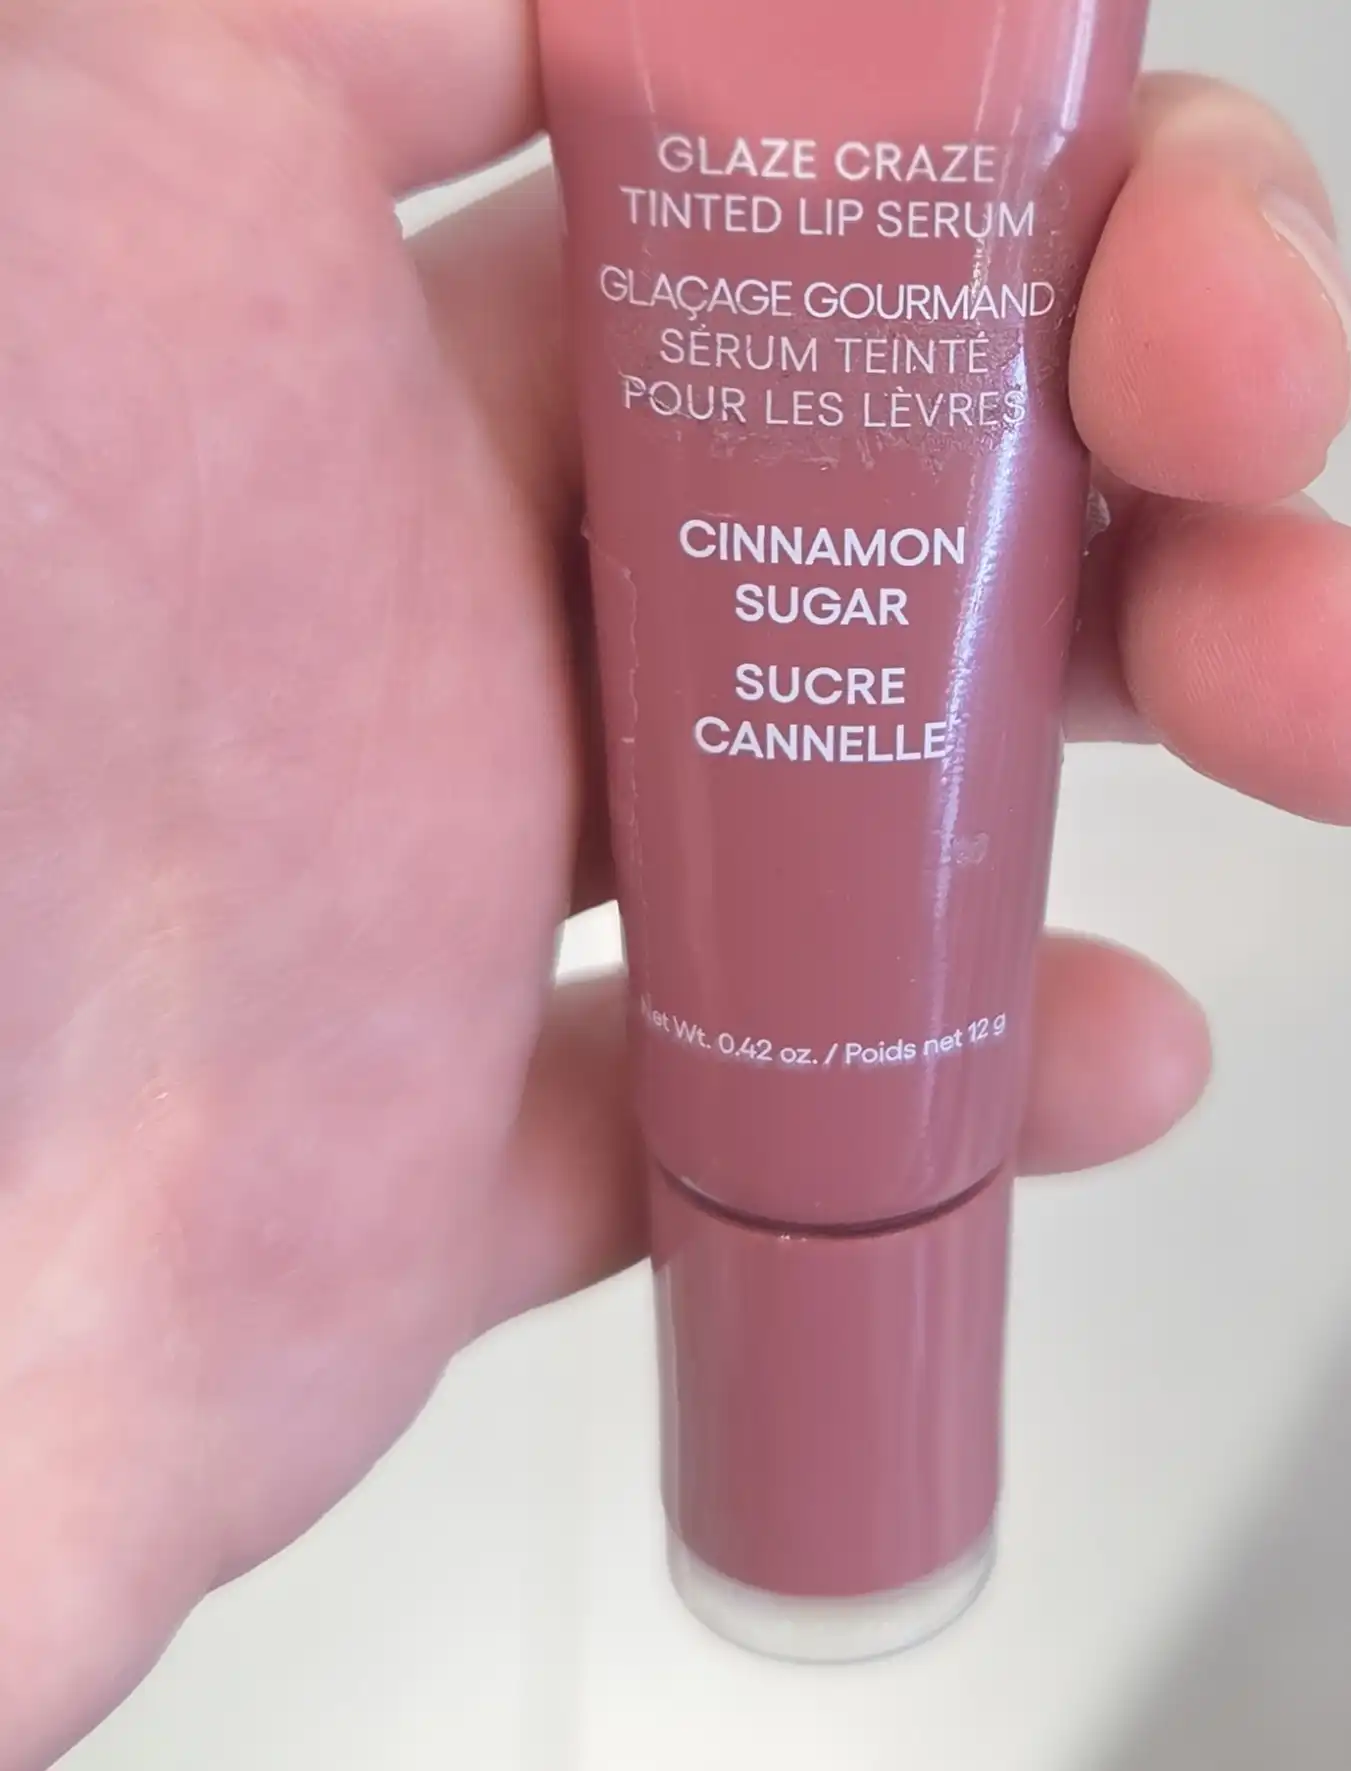 GLAZE CRAZE
TINTED LIP SERUM
GLAÇAGE GOURMAND
SÉRUM TEINTÉ
POUR LES LÈVRES
CINNAMON
SUGAR
SUCRE
CANNELLE
Net Wt. 0.42 oz. / Poids net 12 g